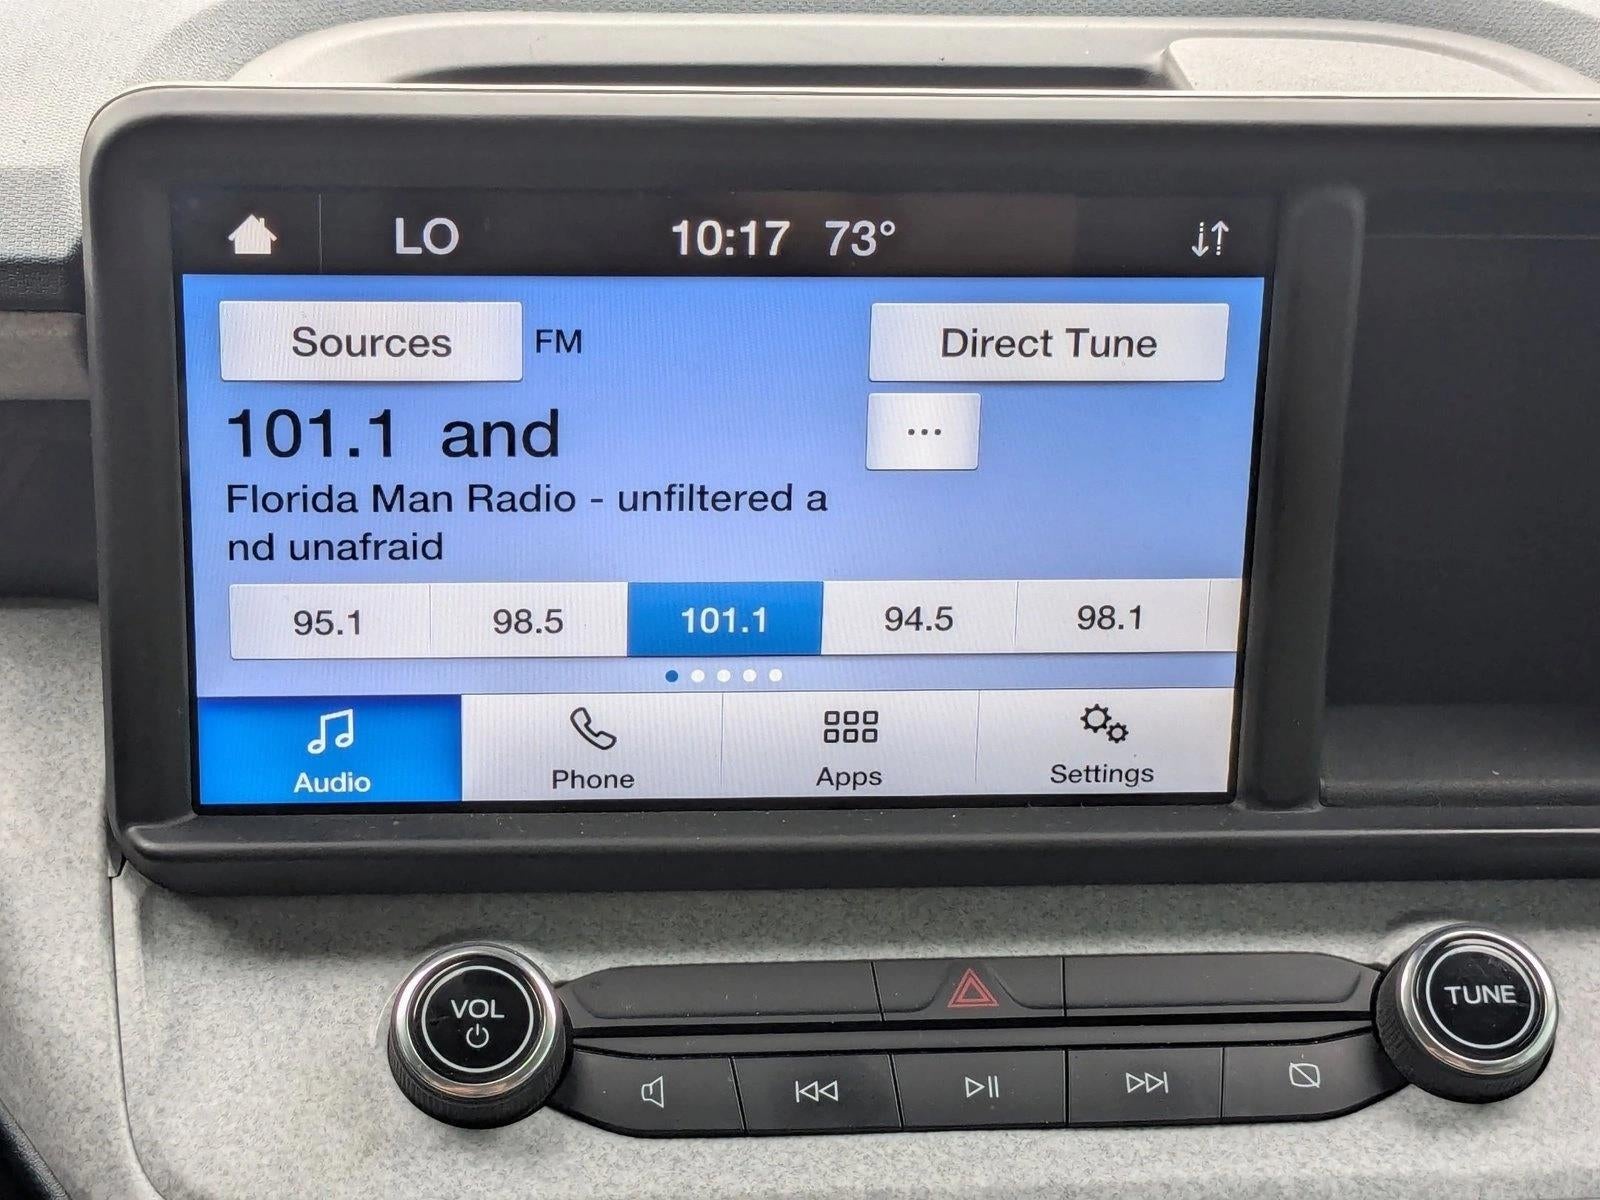 LO 10:17 73°
Sources FM Direct Tune
101.1 and
...
Florida Man Radio - unfiltered a
nd unafraid
95.1 98.5 101.1 94.5 98.1
Audio Phone Apps Settings
VOL
TUNE